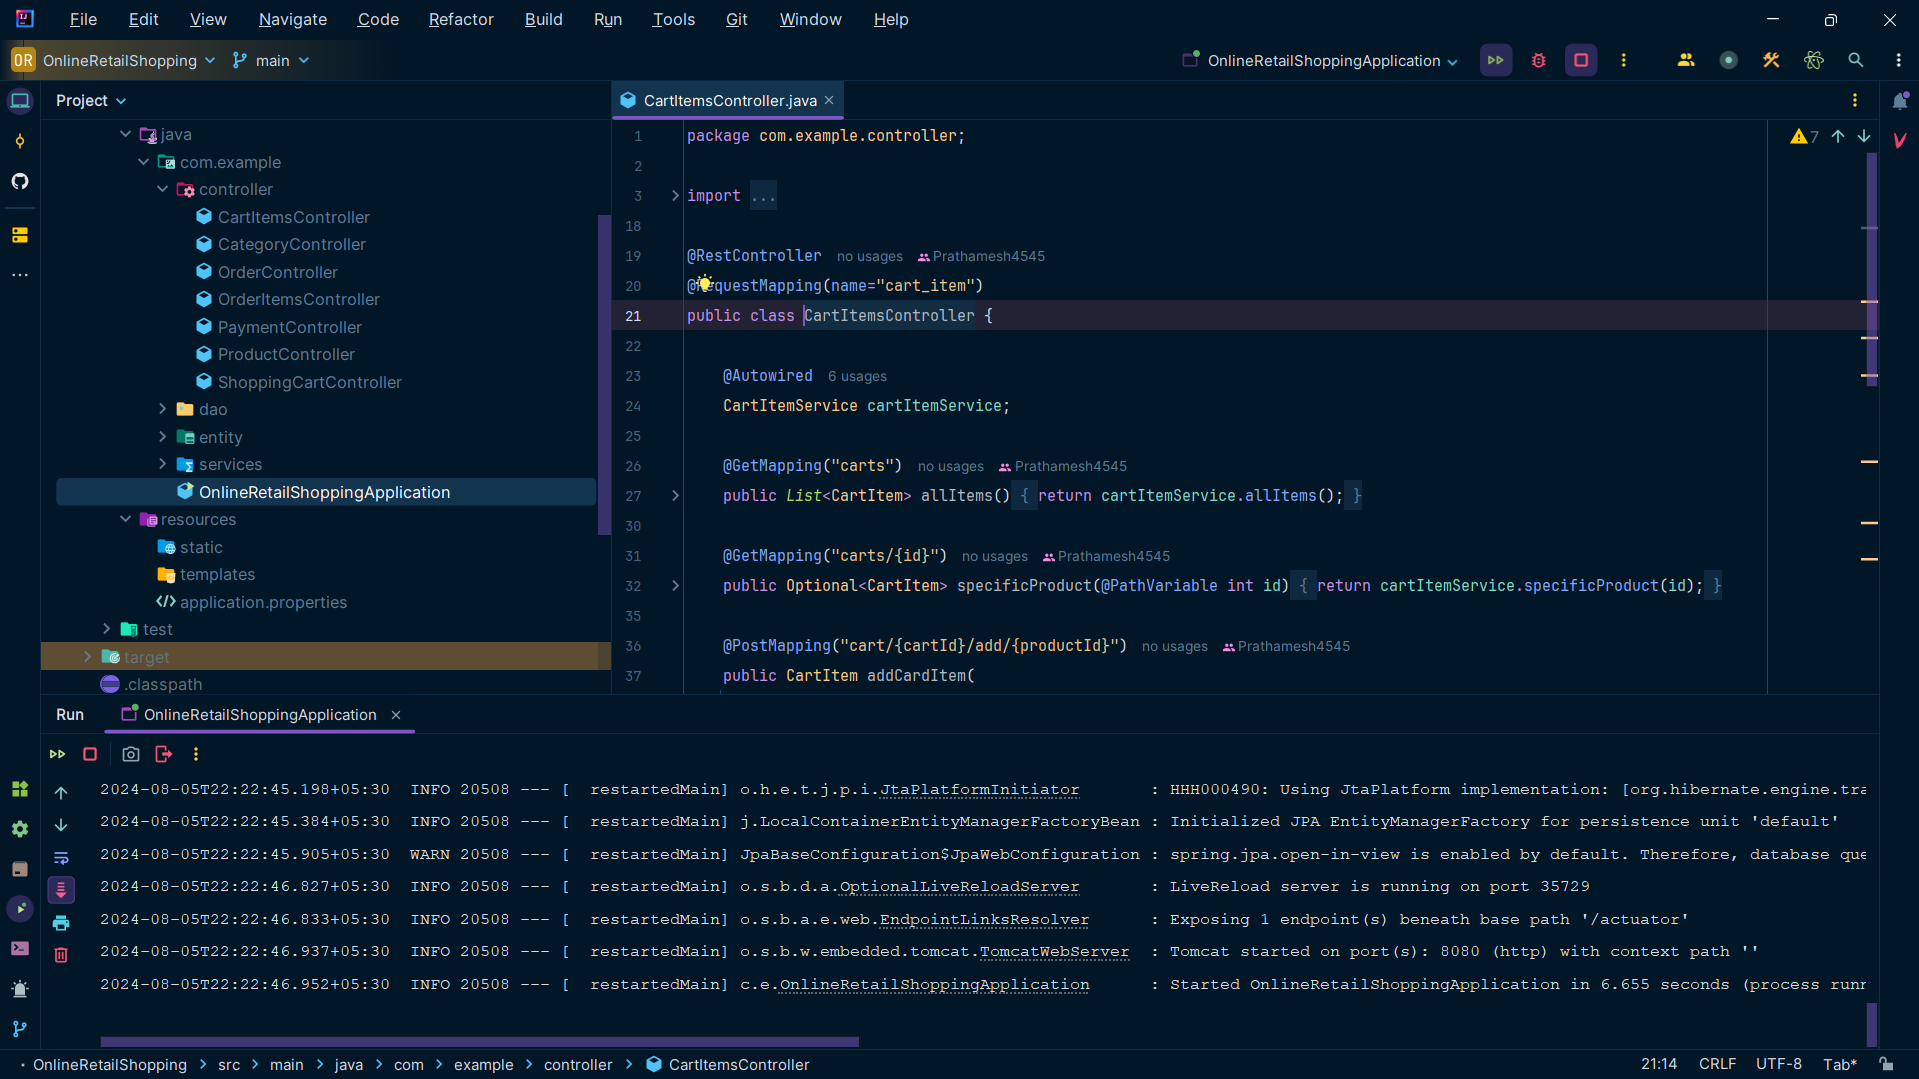 File Edit View Navigate Code Refactor Build Run Tools Git Window Help
OR OnlineRetailShopping main OnlineRetailShoppingApplication
Project
java
com.example
controller
CartItemsController
CategoryController
OrderController
OrderItemsController
PaymentController
ProductController
ShoppingCartController
dao
entity
services
OnlineRetailShoppingApplication
resources
static
templates
application.properties
test
target
.classpath
CartItemsController.java
7
1 package com.example.controller;
2
3 import ...
18
19 @RestController no usages Prathamesh4545
20 @RequestMapping(name="cart_item")
21 public class CartItemsController {
22
23 @Autowired 6 usages
24 CartItemService cartItemService;
25
26 @GetMapping("carts") no usages Prathamesh4545
27 public List<CartItem> allItems() { return cartItemService.allItems(); }
30
31 @GetMapping("carts/{id}") no usages Prathamesh4545
32 public Optional<CartItem> specificProduct(@PathVariable int id) { return cartItemService.specificProduct(id); }
35
36 @PostMapping("cart/{cartId}/add/{productId}") no usages Prathamesh4545
37 public CartItem addCardItem(
Run OnlineRetailShoppingApplication
2024-08-05T22:22:45.198+05:30 INFO 20508 --- [ restartedMain] o.h.e.t.j.p.i.JtaPlatformInitiator : HHH000490: Using JtaPlatform implementation: [org.hibernate.engine.tra
2024-08-05T22:22:45.384+05:30 INFO 20508 --- [ restartedMain] j.LocalContainerEntityManagerFactoryBean : Initialized JPA EntityManagerFactory for persistence unit 'default'
2024-08-05T22:22:45.905+05:30 WARN 20508 --- [ restartedMain] JpaBaseConfiguration$JpaWebConfiguration : spring.jpa.open-in-view is enabled by default. Therefore, database que
2024-08-05T22:22:46.827+05:30 INFO 20508 --- [ restartedMain] o.s.b.d.a.OptionalLiveReloadServer : LiveReload server is running on port 35729
2024-08-05T22:22:46.833+05:30 INFO 20508 --- [ restartedMain] o.s.b.a.e.web.EndpointLinksResolver : Exposing 1 endpoint(s) beneath base path '/actuator'
2024-08-05T22:22:46.937+05:30 INFO 20508 --- [ restartedMain] o.s.b.w.embedded.tomcat.TomcatWebServer : Tomcat started on port(s): 8080 (http) with context path ''
2024-08-05T22:22:46.952+05:30 INFO 20508 --- [ restartedMain] c.e.OnlineRetailShoppingApplication : Started OnlineRetailShoppingApplication in 6.655 seconds (process runn
OnlineRetailShopping > src > main > java > com > example > controller > CartItemsController 21:14 CRLF UTF-8 Tab*